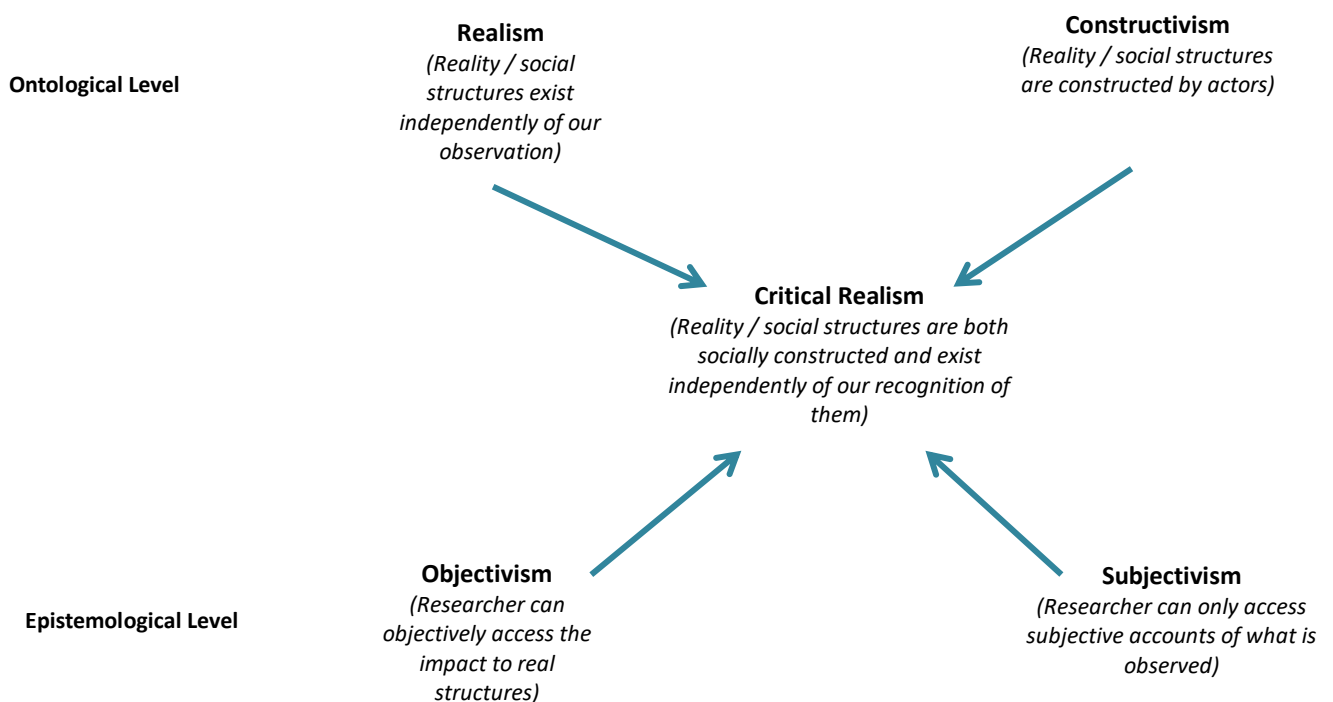 Realism
(Reality / social
structures exist
independently of our
observation)
Constructivism
(Reality / social structures
are constructed by actors)
Ontological Level
Critical Realism
(Reality / social structures are both
socially constructed and exist
independently of our recognition of
them)
Objectivism
(Researcher can
objectively access the
impact to real
structures)
Subjectivism
(Researcher can only access
subjective accounts of what is
observed)
Epistemological Level